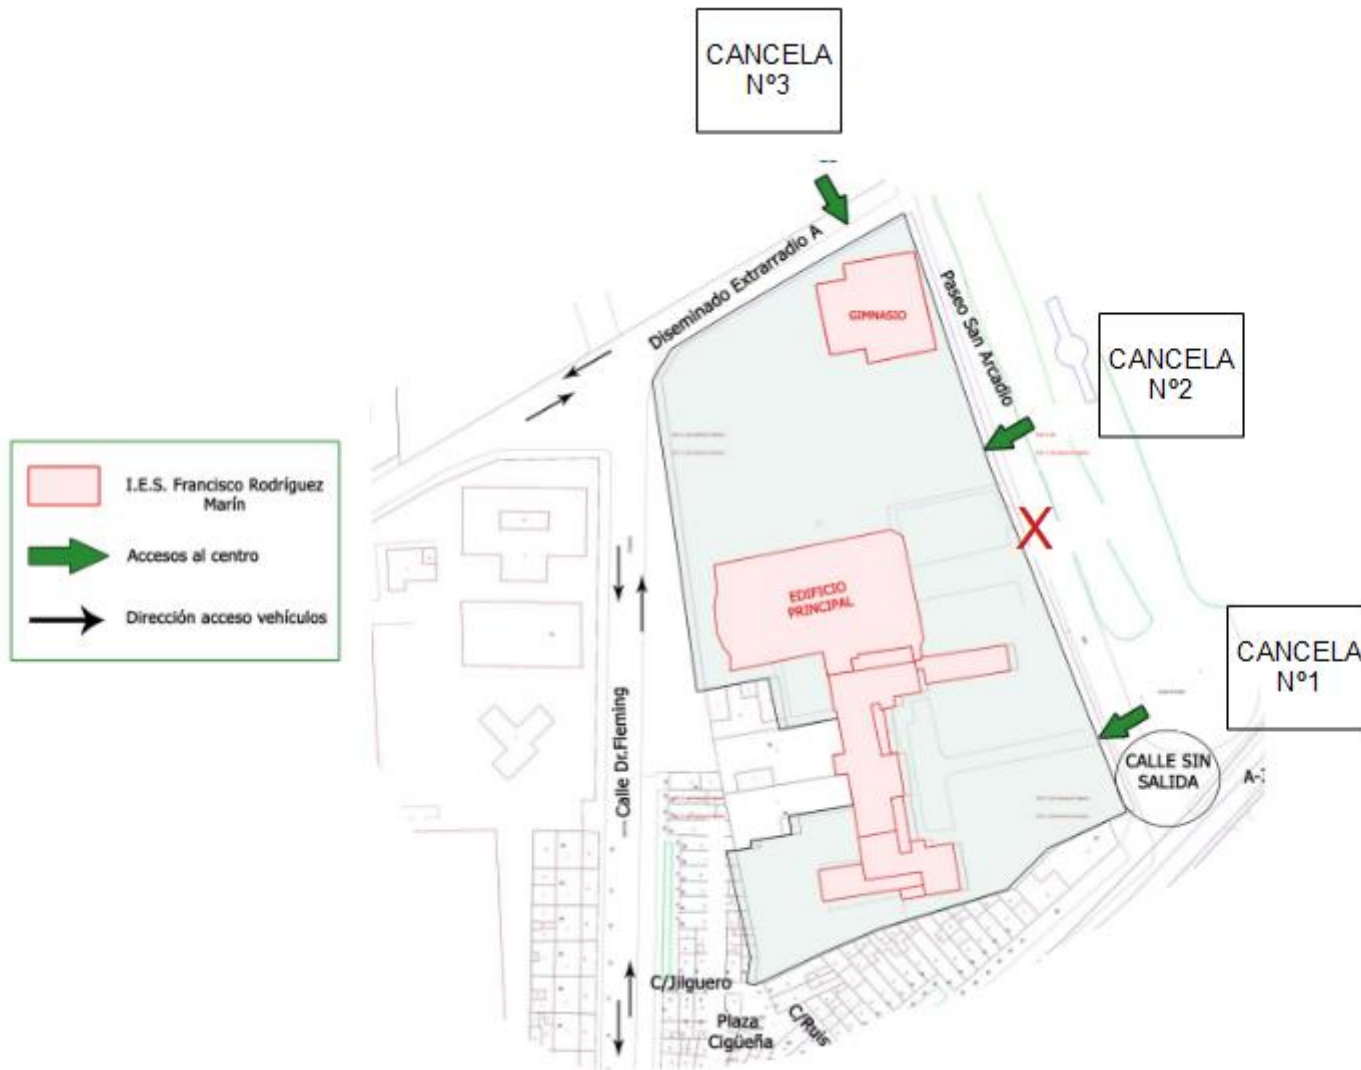 CANCELA
Nº3
Diseminado Extrarradio A
GIMNASIO
Paseo San Arcadio
CANCELA
Nº2
I.E.S. Francisco Rodríguez
Marín
Accesos al centro
Dirección acceso vehículos
X
EDIFICIO
PRINCIPAL
CANCELA
Nº1
Calle Dr.Fleming
CALLE SIN
SALIDA
C/Jilguero
Plaza
Cigüeña
C/Ruis